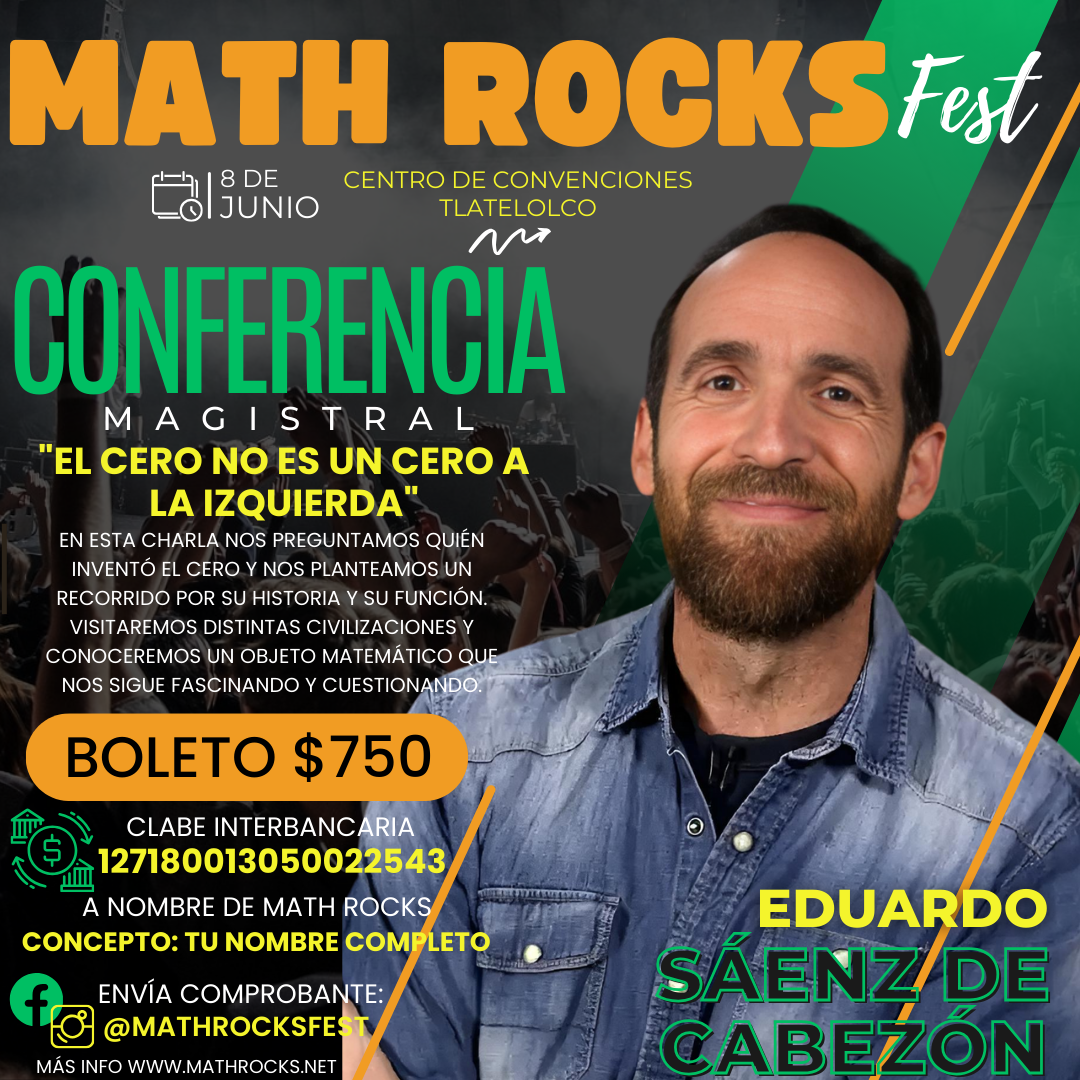 MATH ROCKS Fest
8 DE
JUNIO
CENTRO DE CONVENCIONES
TLATELOLCO
CONFERENCIA
MAGISTRAL
"EL CERO NO ES UN CERO A
LA IZQUIERDA"
EN ESTA CHARLA NOS PREGUNTAMOS QUIÉN
INVENTÓ EL CERO Y NOS PLANTEAMOS UN
RECORRIDO POR SU HISTORIA Y SU FUNCIÓN.
VISITAREMOS DISTINTAS CIVILIZACIONES Y
CONOCEREMOS UN OBJETO MATEMÁTICO QUE
NOS SIGUE FASCINANDO Y CUESTIONANDO.
BOLETO $750
CLABE INTERBANCARIA
127180013050022543
A NOMBRE DE MATH ROCKS
CONCEPTO: TU NOMBRE COMPLETO
ENVÍA COMPROBANTE:
@MATHROCKSFEST
MÁS INFO WWW.MATHROCKS.NET
EDUARDO
SÁENZ DE
CABEZÓN